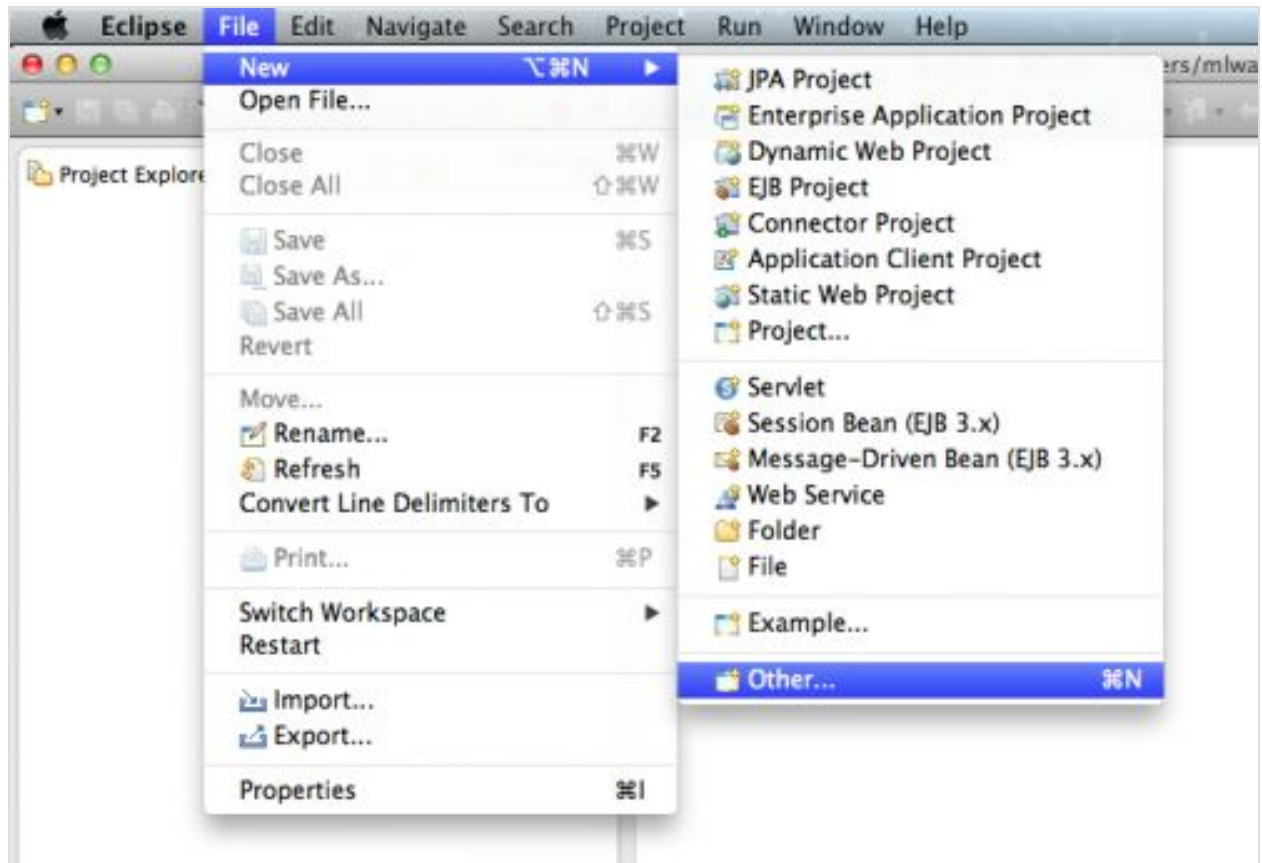 Eclipse File Edit Navigate Search Project Run Window Help
ers/mlwa
Project Explore
New ⌥⌘N ▶
Open File...
Close ⌘W
Close All ⇧⌘W
Save ⌘S
Save As...
Save All ⇧⌘S
Revert
Move...
Rename... F2
Refresh F5
Convert Line Delimiters To ▶
Print... ⌘P
Switch Workspace ▶
Restart
Import...
Export...
Properties ⌘I
JPA Project
Enterprise Application Project
Dynamic Web Project
EJB Project
Connector Project
Application Client Project
Static Web Project
Project...
Servlet
Session Bean (EJB 3.x)
Message-Driven Bean (EJB 3.x)
Web Service
Folder
File
Example...
Other... ⌘N